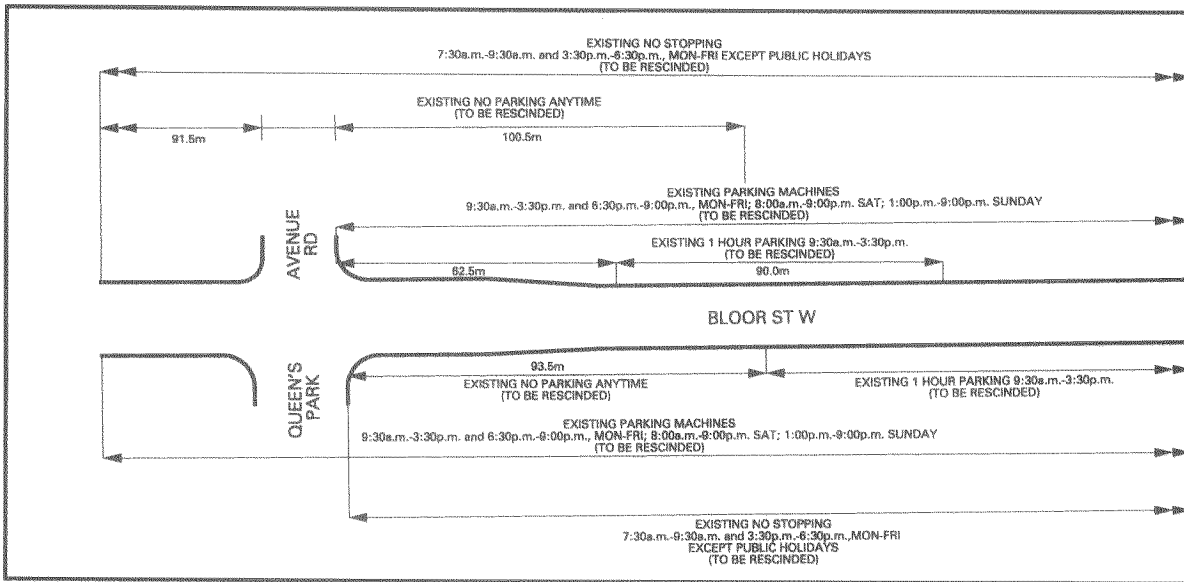 EXISTING NO STOPPING
7:30a.m.-9:30a.m. and 3:30p.m.-6:30p.m., MON-FRI EXCEPT PUBLIC HOLIDAYS
(TO BE RESCINDED)
EXISTING NO PARKING ANYTIME
(TO BE RESCINDED)
91.5m
100.5m
EXISTING PARKING MACHINES
9:30a.m.-3:30p.m. and 6:30p.m.-9:00p.m., MON-FRI; 8:00a.m.-9:00p.m. SAT; 1:00p.m.-9:00p.m. SUNDAY
(TO BE RESCINDED)
AVENUE
RD
EXISTING 1 HOUR PARKING 9:30a.m.-3:30p.m.
(TO BE RESCINDED)
62.5m
90.0m
BLOOR ST W
QUEEN'S
PARK
93.5m
EXISTING NO PARKING ANYTIME
(TO BE RESCINDED)
EXISTING 1 HOUR PARKING 9:30a.m.-3:30p.m.
(TO BE RESCINDED)
EXISTING PARKING MACHINES
9:30a.m.-3:30p.m. and 6:30p.m.-9:00p.m., MON-FRI; 8:00a.m.-9:00p.m. SAT; 1:00p.m.-9:00p.m. SUNDAY
(TO BE RESCINDED)
EXISTING NO STOPPING
7:30a.m.-9:30a.m. and 3:30p.m.-6:30p.m.,MON-FRI
EXCEPT PUBLIC HOLIDAYS
(TO BE RESCINDED)